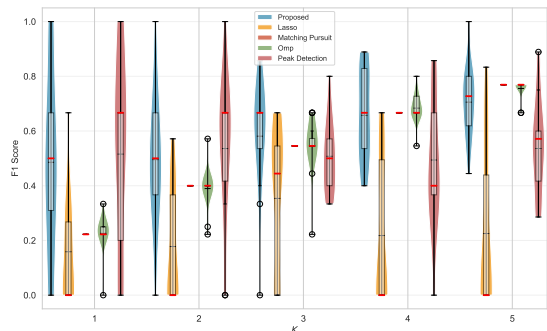 Proposed
Lasso
Matching Pursuit
Omp
Peak Detection
F1 Score
1.0
0.8
0.6
0.4
0.2
0.0
1
2
3
4
5
K